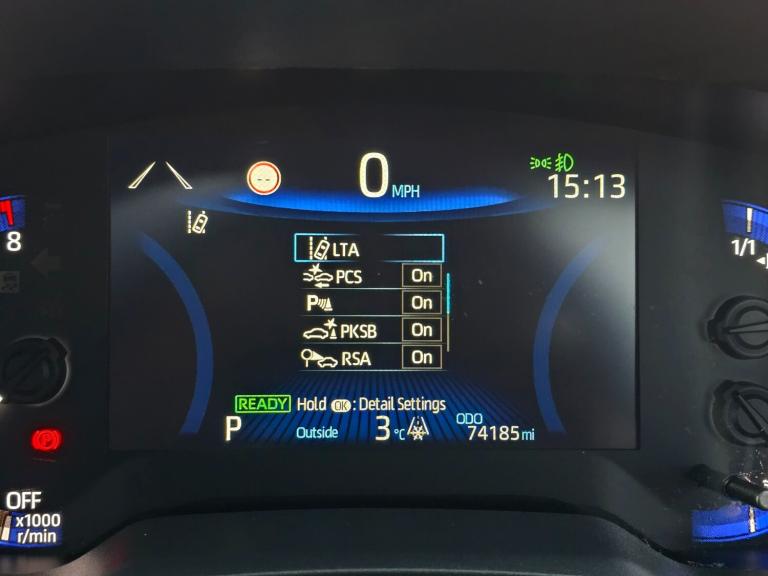 0 MPH
15:13
8
1/1
LTA
PCS On
P On
PKSB On
RSA On
READY Hold OK : Detail Settings
P Outside 3 °C ODO 74185 mi
(P)
OFF
x1000
r/min